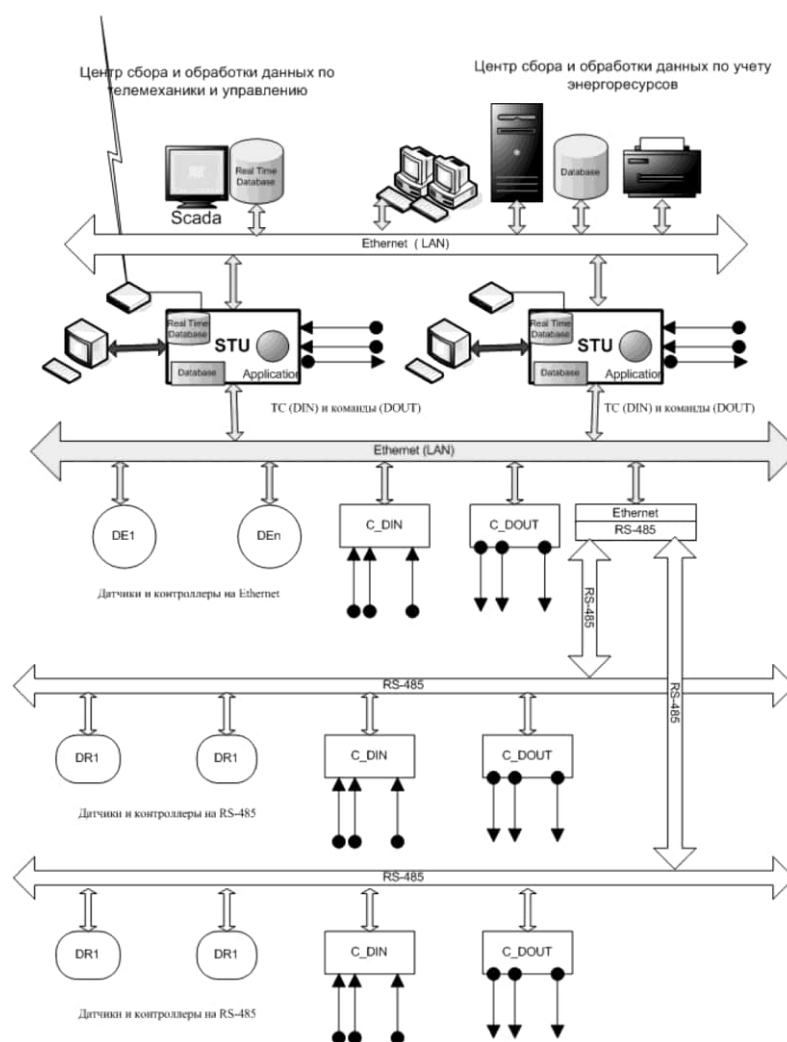 Центр сбора и обработки данных по
телемеханики и управлению
Центр сбора и обработки данных по учету
энергоресурсов
Real Time
Database
Scada
Database
Ethernet ( LAN)
Real Time
Database
STU
Database
Application
Real Time
Database
STU
Database
Application
ТС (DIN) и команды (DOUT)
ТС (DIN) и команды (DOUT)
Ethernet (LAN)
DE1
DEn
C_DIN
C_DOUT
Ethernet
RS-485
Датчики и контроллеры на Ethernet
RS-485
RS-485
RS-485
DR1
DR1
C_DIN
C_DOUT
Датчики и контроллеры на RS-485
RS-485
DR1
DR1
C_DIN
C_DOUT
Датчики и контроллеры на RS-485